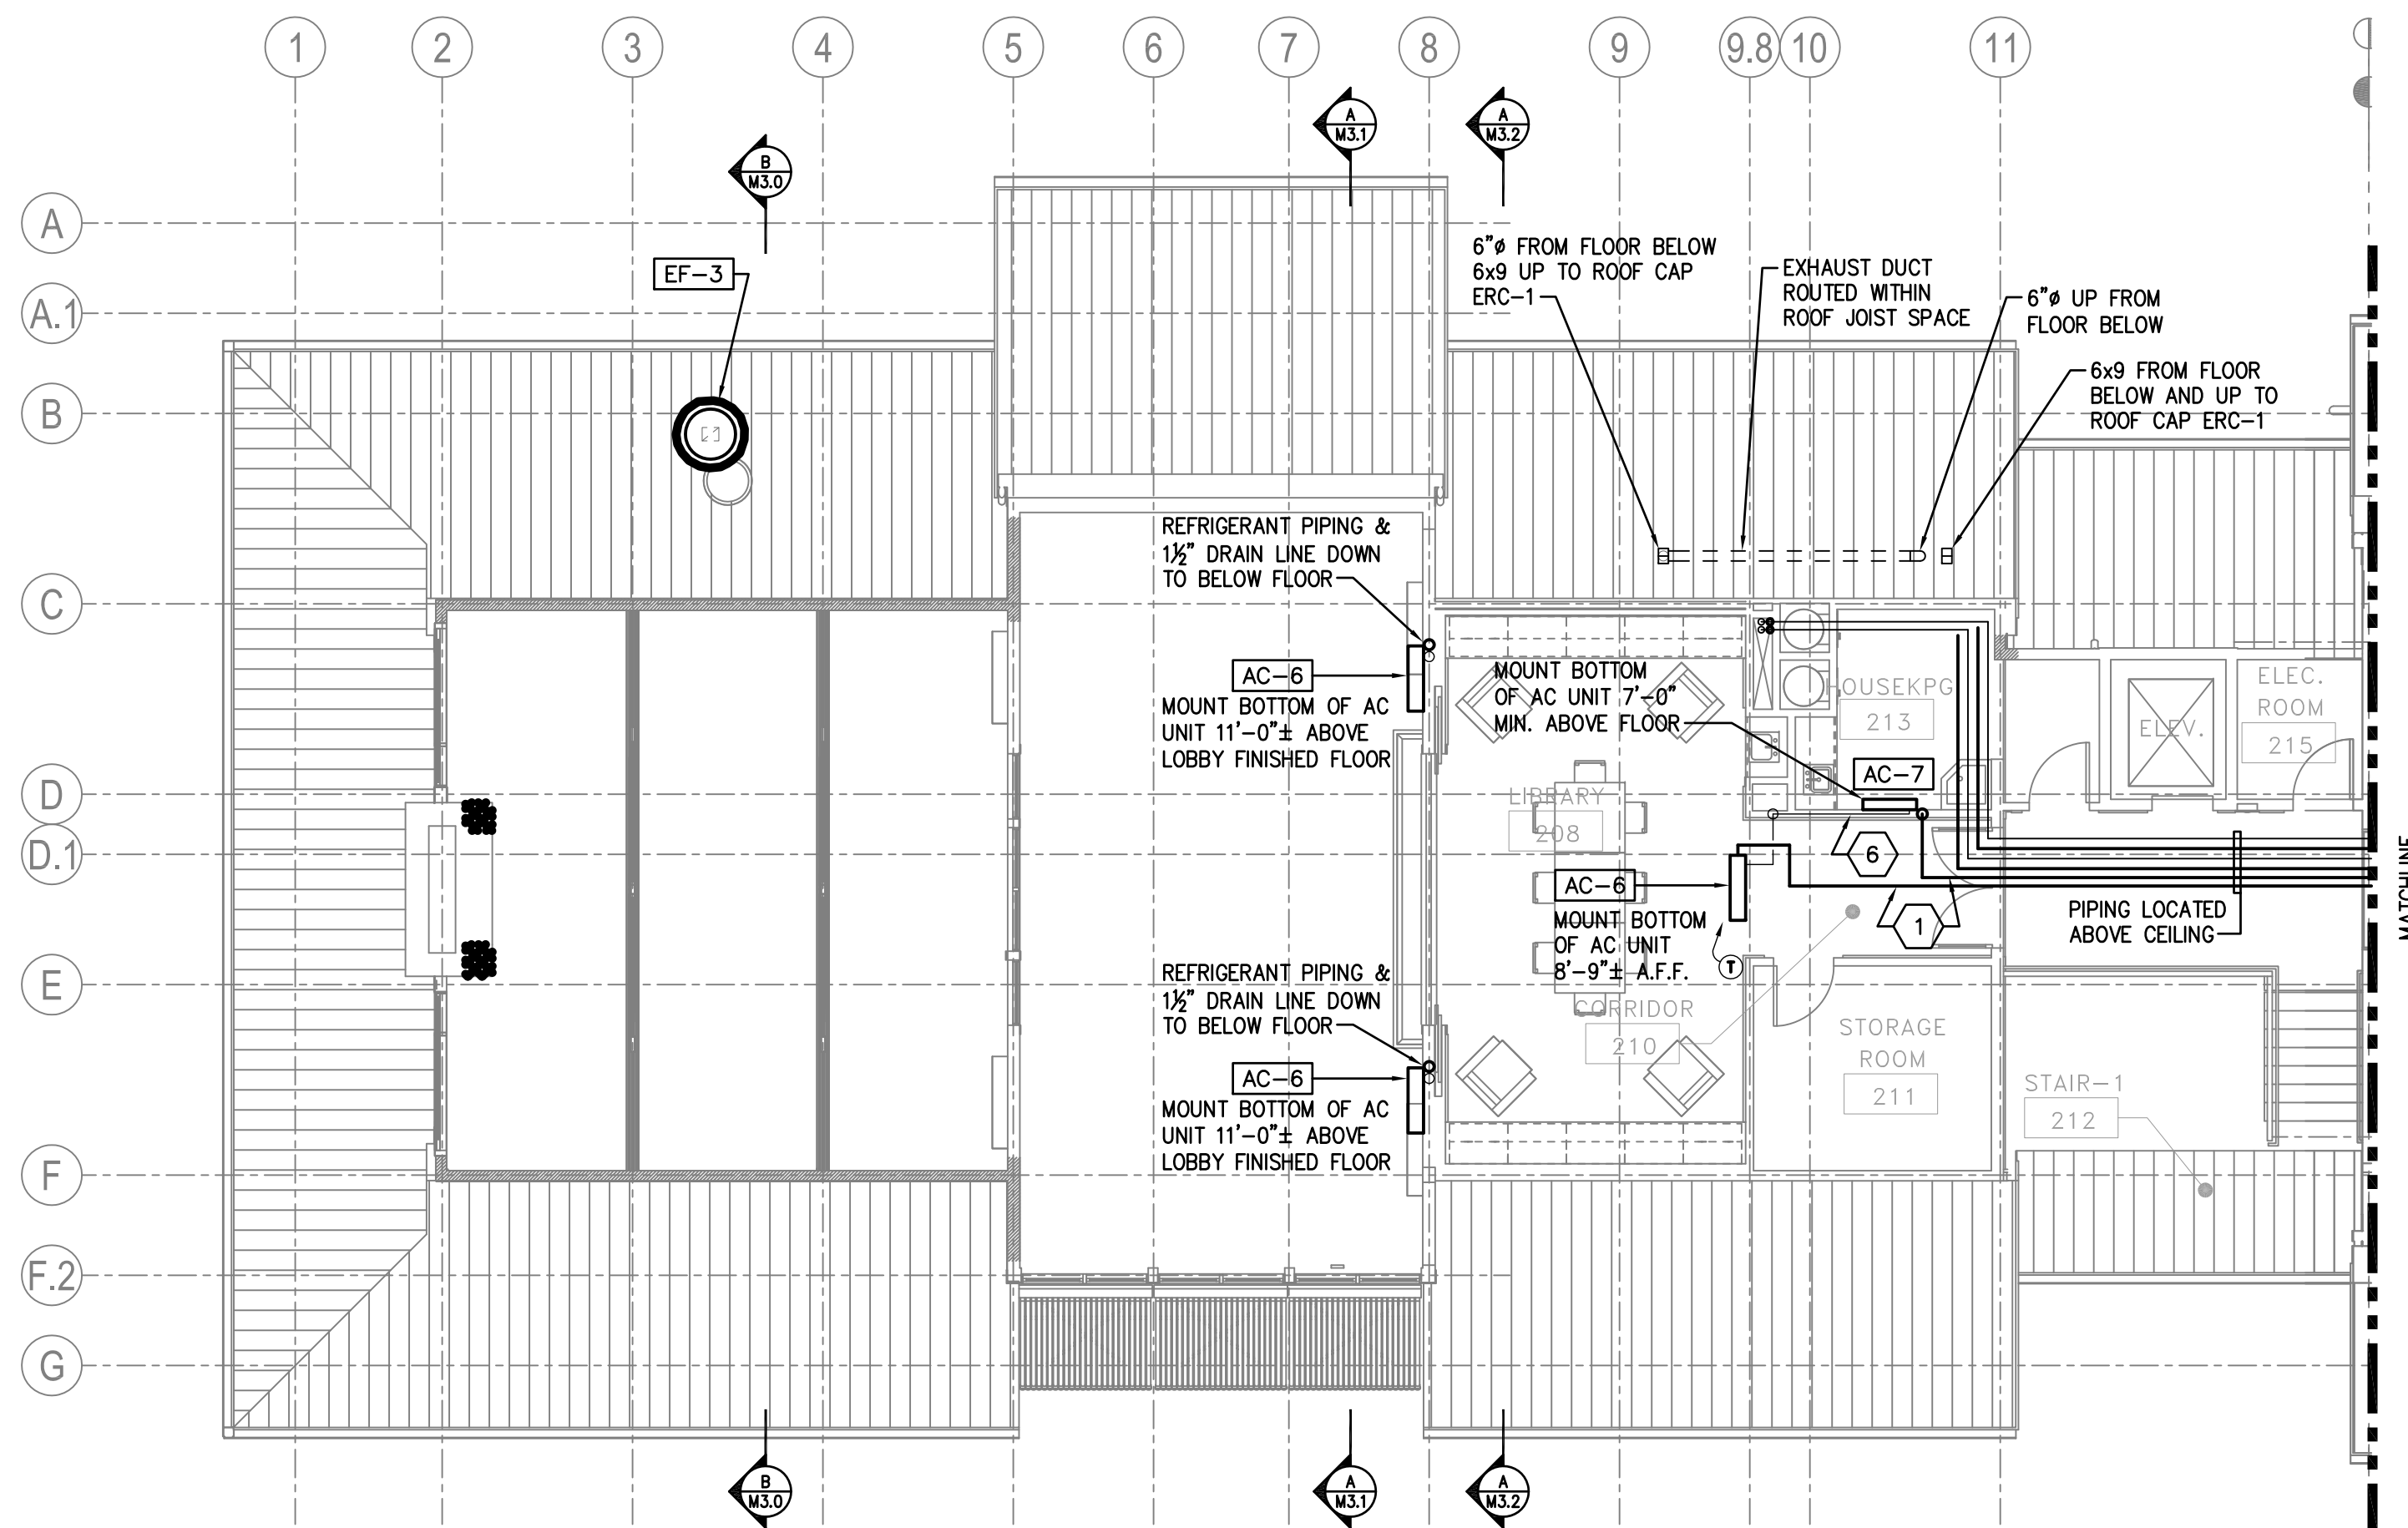 1
2
3
4
5
6
7
8
9
9.8
10
11
A
M3.1
A
M3.2
B
M3.0
A
A.1
B
C
D
D.1
E
F
F.2
G
EF-3
6"ø FROM FLOOR BELOW
6x9 UP TO ROOF CAP
ERC-1
EXHAUST DUCT
ROUTED WITHIN
ROOF JOIST SPACE
6"ø UP FROM
FLOOR BELOW
6x9 FROM FLOOR
BELOW AND UP TO
ROOF CAP ERC-1
REFRIGERANT PIPING &
1½" DRAIN LINE DOWN
TO BELOW FLOOR
AC-6
MOUNT BOTTOM OF AC
UNIT 11'-0"± ABOVE
LOBBY FINISHED FLOOR
MOUNT BOTTOM
OF AC UNIT 7'-0"
MIN. ABOVE FLOOR
HOUSEKPG
213
AC-7
ELEV.
ELEC.
ROOM
215
LIBRARY
208
6
AC-6
MOUNT BOTTOM
OF AC UNIT
8'-9"± A.F.F.
T
1
PIPING LOCATED
ABOVE CEILING
MATCHLINE
REFRIGERANT PIPING &
1½" DRAIN LINE DOWN
TO BELOW FLOOR
AC-6
MOUNT BOTTOM OF AC
UNIT 11'-0"± ABOVE
LOBBY FINISHED FLOOR
CORRIDOR
210
STORAGE
ROOM
211
STAIR-1
212
B
M3.0
A
M3.1
A
M3.2